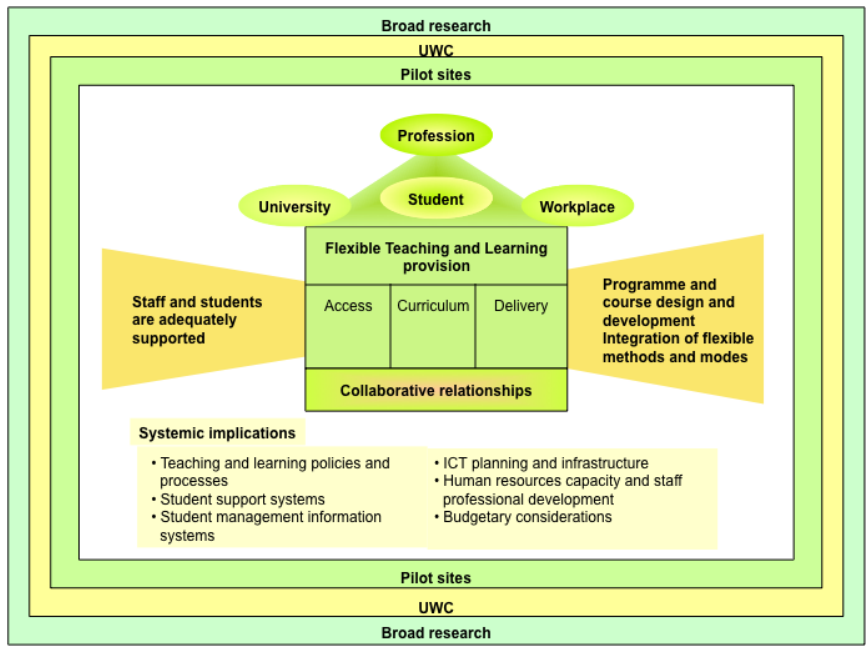 Broad research
UWC
Pilot sites
Profession
University
Student
Workplace
Flexible Teaching and Learning
provision
Access
Curriculum
Delivery
Staff and students
are adequately
supported
Programme and
course design and
development
Integration of flexible
methods and modes
Collaborative relationships
Systemic implications
• Teaching and learning policies and
processes
• Student support systems
• Student management information
systems
• ICT planning and infrastructure
• Human resources capacity and staff
professional development
• Budgetary considerations
Pilot sites
UWC
Broad research